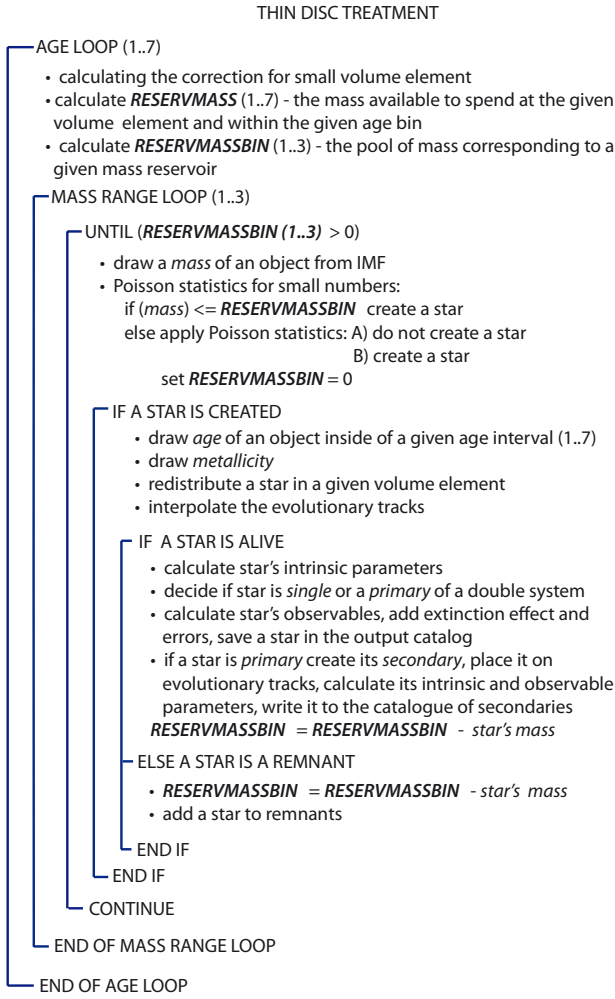 THIN DISC TREATMENT
AGE LOOP (1..7)
• calculating the correction for small volume element
• calculate RESERVMASS (1..7) - the mass available to spend at the given
volume element and within the given age bin
• calculate RESERVMASSBIN (1..3) - the pool of mass corresponding to a
given mass reservoir
MASS RANGE LOOP (1..3)
UNTIL (RESERVMASSBIN (1..3) > 0)
• draw a mass of an object from IMF
• Poisson statistics for small numbers:
if (mass) <= RESERVMASSBIN create a star
else apply Poisson statistics: A) do not create a star
B) create a star
set RESERVMASSBIN = 0
IF A STAR IS CREATED
• draw age of an object inside of a given age interval (1..7)
• draw metallicity
• redistribute a star in a given volume element
• interpolate the evolutionary tracks
IF A STAR IS ALIVE
• calculate star's intrinsic parameters
• decide if star is single or a primary of a double system
• calculate star's observables, add extinction effect and
errors, save a star in the output catalog
• if a star is primary create its secondary, place it on
evolutionary tracks, calculate its intrinsic and observable
parameters, write it to the catalogue of secondaries
RESERVMASSBIN = RESERVMASSBIN - star's mass
ELSE A STAR IS A REMNANT
• RESERVMASSBIN = RESERVMASSBIN - star's mass
• add a star to remnants
END IF
END IF
CONTINUE
END OF MASS RANGE LOOP
END OF AGE LOOP